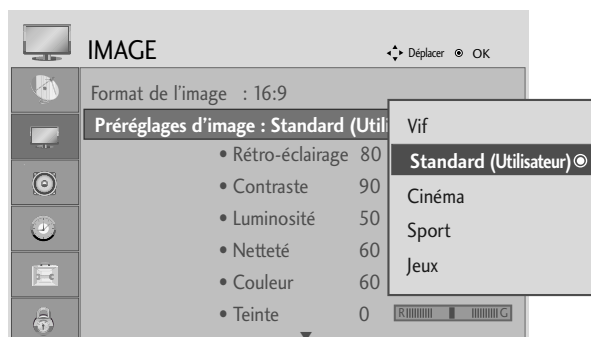 IMAGE
Déplacer OK
Format de l'image : 16:9
Préréglages d'image : Standard (Utili
• Rétro-éclairage 80
• Contraste 90
• Luminosité 50
• Netteté 60
• Couleur 60
• Teinte 0 R G
Vif
Standard (Utilisateur)
Cinéma
Sport
Jeux